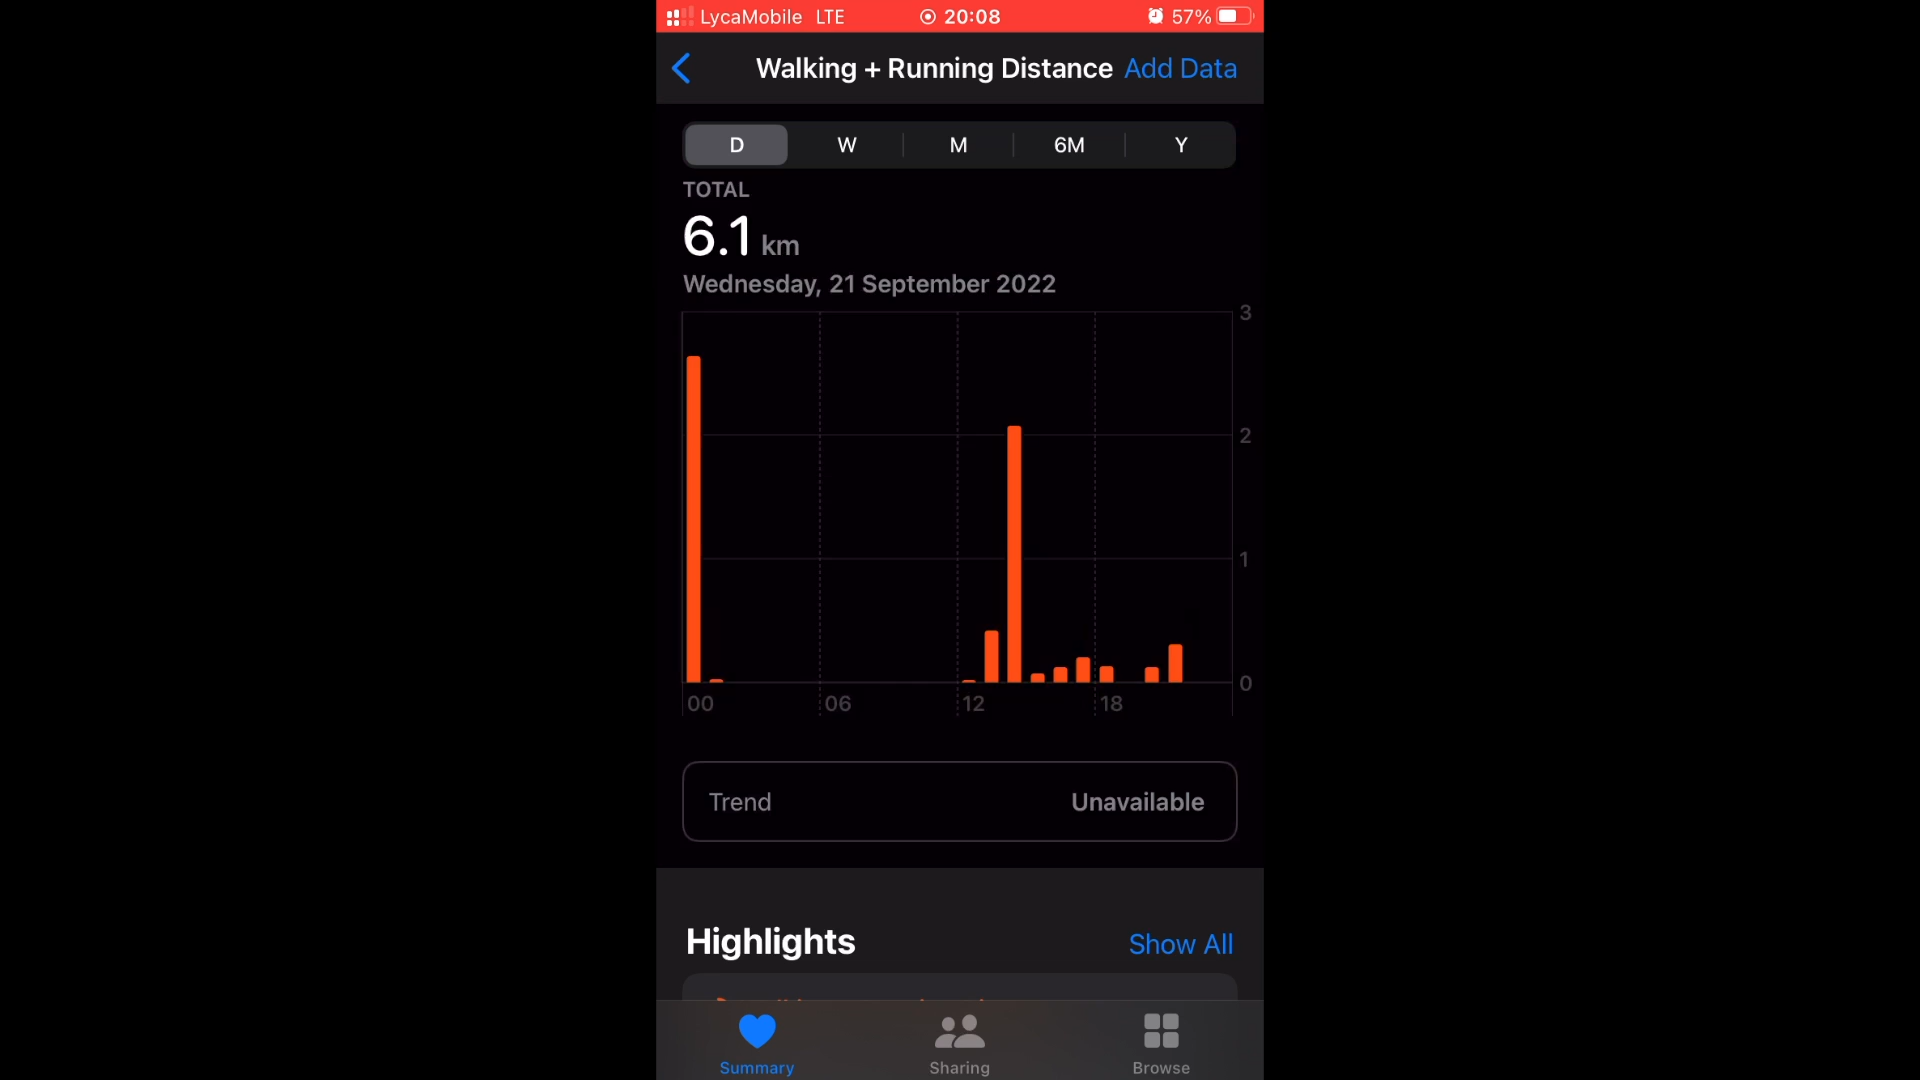 LycaMobile LTE 20:08 57%
Walking + Running Distance Add Data
D W M 6M Y
TOTAL
6.1 km
Wednesday, 21 September 2022
3
2
1
0
00 06 12 18
Trend Unavailable
Highlights Show All
Summary Sharing Browse